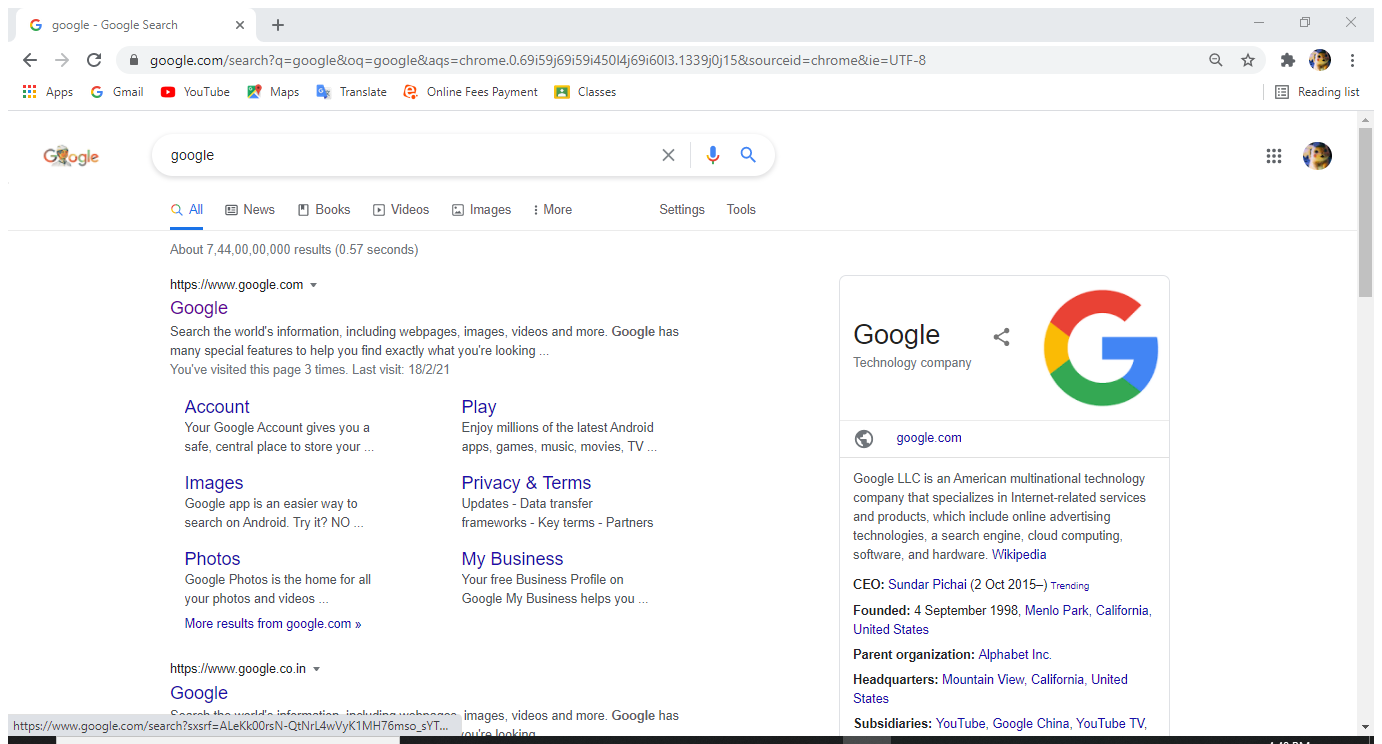 google - Google Search
google.com/search?q=google&oq=google&aqs=chrome.0.69i59j69i59i450l4j69i60l3.1339j0j15&sourceid=chrome&ie=UTF-8
Apps Gmail YouTube Maps Translate Online Fees Payment Classes Reading list
Google
google
All News Books Videos Images More Settings Tools
About 7,44,00,00,000 results (0.57 seconds)
https://www.google.com
Google
Search the world's information, including webpages, images, videos and more. Google has
many special features to help you find exactly what you're looking ...
You've visited this page 3 times. Last visit: 18/2/21
Account
Your Google Account gives you a
safe, central place to store your ...
Play
Enjoy millions of the latest Android
apps, games, music, movies, TV ...
Images
Google app is an easier way to
search on Android. Try it? NO ...
Privacy & Terms
Updates - Data transfer
frameworks - Key terms - Partners
Photos
Google Photos is the home for all
your photos and videos ...
My Business
Your free Business Profile on
Google My Business helps you ...
More results from google.com »
https://www.google.co.in
Google
Search the world's information, including webpages, images, videos and more. Google has
you're looking
https://www.google.com/search?sxsrf=ALeKk00rsN-QtNrL4wVyK1MH76mso_sYT...
Google
Technology company
google.com
Google LLC is an American multinational technology
company that specializes in Internet-related services
and products, which include online advertising
technologies, a search engine, cloud computing,
software, and hardware. Wikipedia
CEO: Sundar Pichai (2 Oct 2015–) Trending
Founded: 4 September 1998, Menlo Park, California,
United States
Parent organization: Alphabet Inc.
Headquarters: Mountain View, California, United
States
Subsidiaries: YouTube, Google China, YouTube TV,